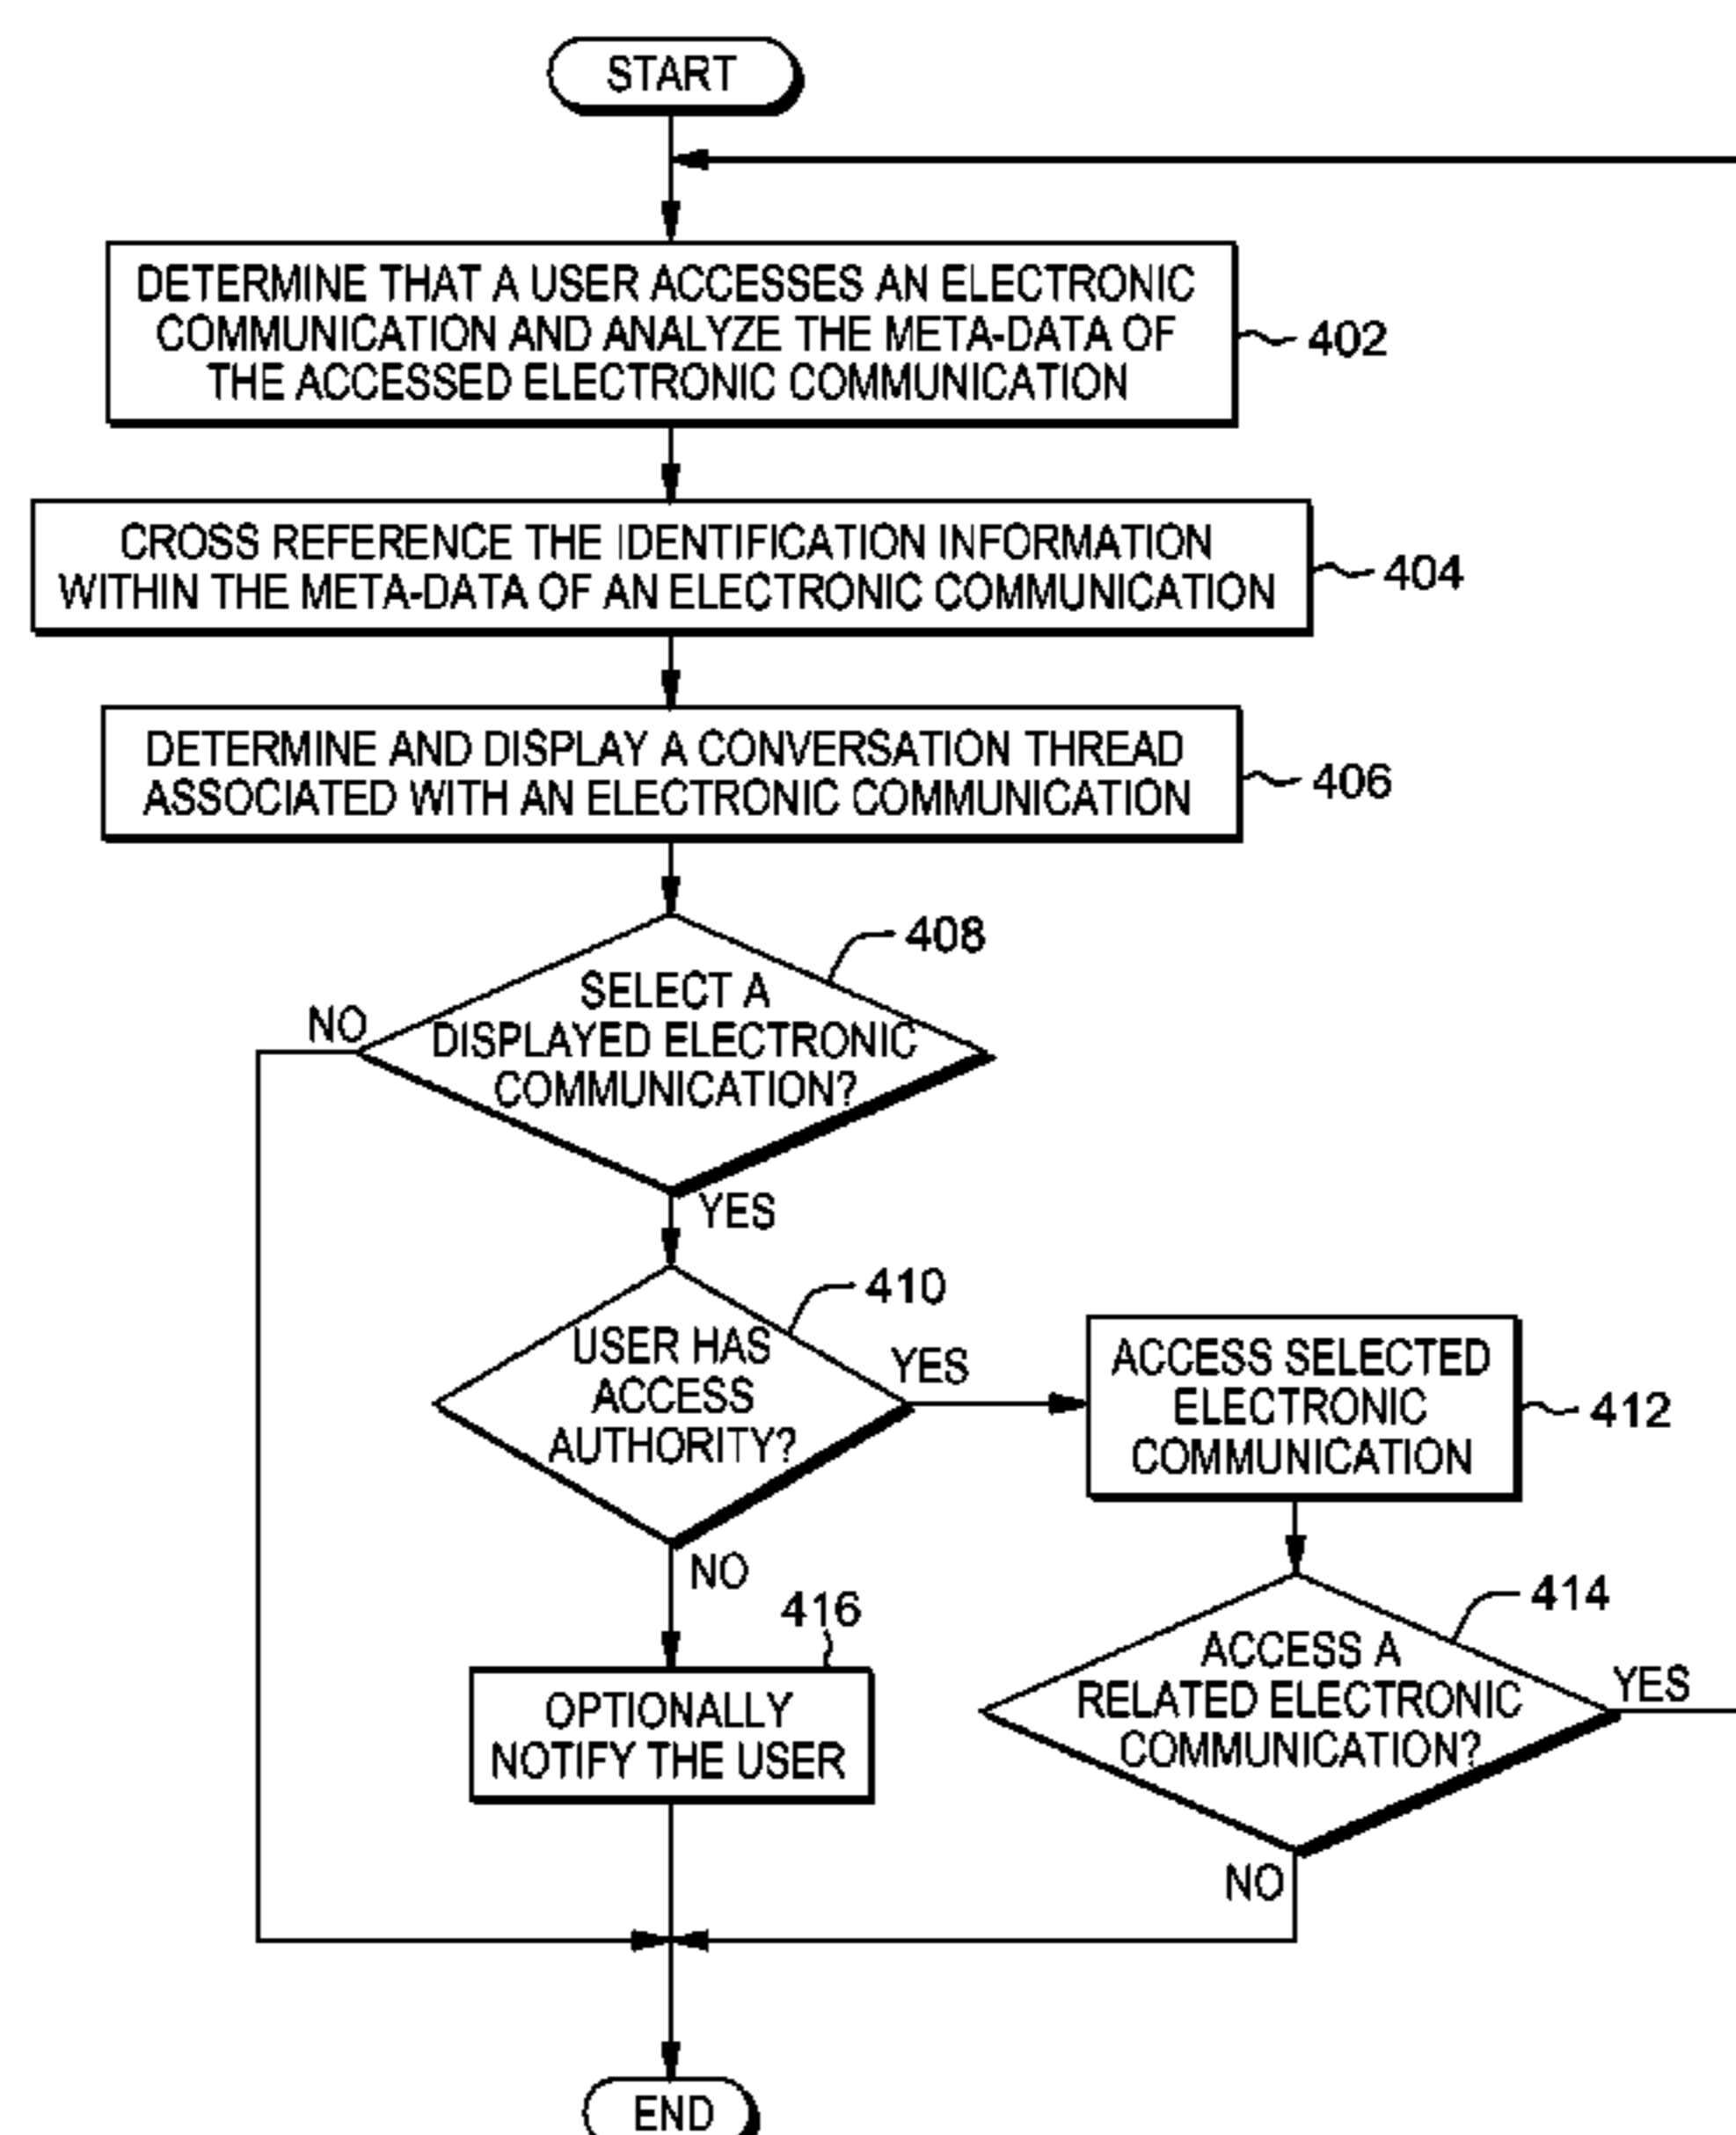 START
DETERMINE THAT A USER ACCESSES AN ELECTRONIC
COMMUNICATION AND ANALYZE THE META-DATA OF
THE ACCESSED ELECTRONIC COMMUNICATION
402
CROSS REFERENCE THE IDENTIFICATION INFORMATION
WITHIN THE META-DATA OF AN ELECTRONIC COMMUNICATION
404
DETERMINE AND DISPLAY A CONVERSATION THREAD
ASSOCIATED WITH AN ELECTRONIC COMMUNICATION
406
408
SELECT A
DISPLAYED ELECTRONIC
COMMUNICATION?
NO
YES
410
USER HAS
ACCESS
AUTHORITY?
YES
NO
ACCESS SELECTED
ELECTRONIC
COMMUNICATION
412
414
ACCESS A
RELATED ELECTRONIC
COMMUNICATION?
YES
NO
416
OPTIONALLY
NOTIFY THE USER
END